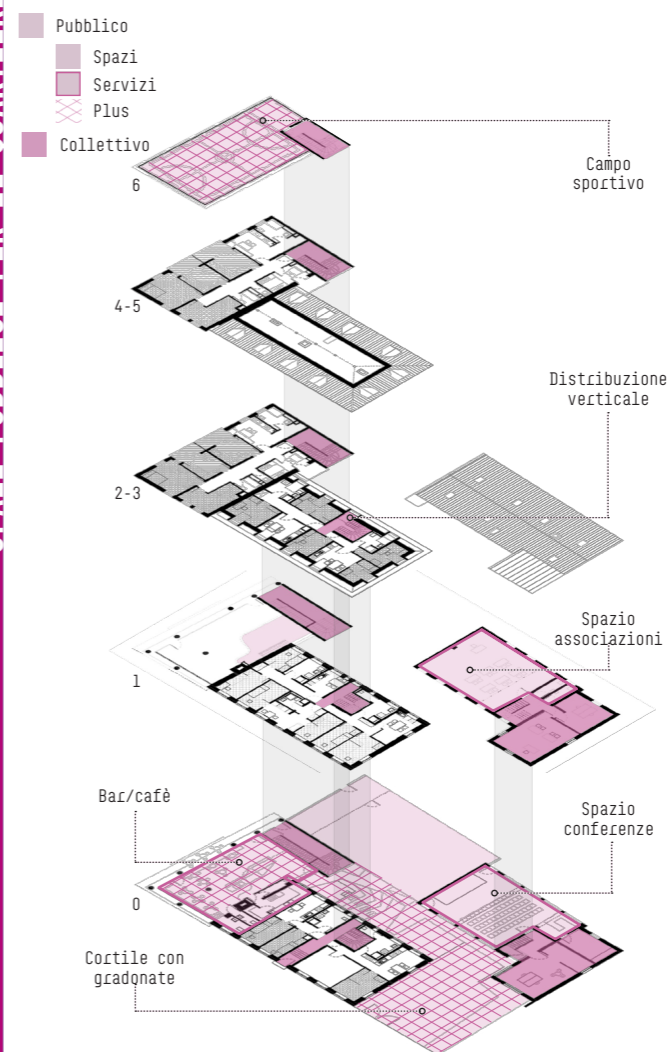 Pubblico
Spazi
Servizi
Plus
Collettivo
6
Campo
sportivo
4-5
Distribuzione
verticale
2-3
Spazio
associazioni
1
Bar/cafè
Spazio
conferenze
0
Cortile con
gradonate